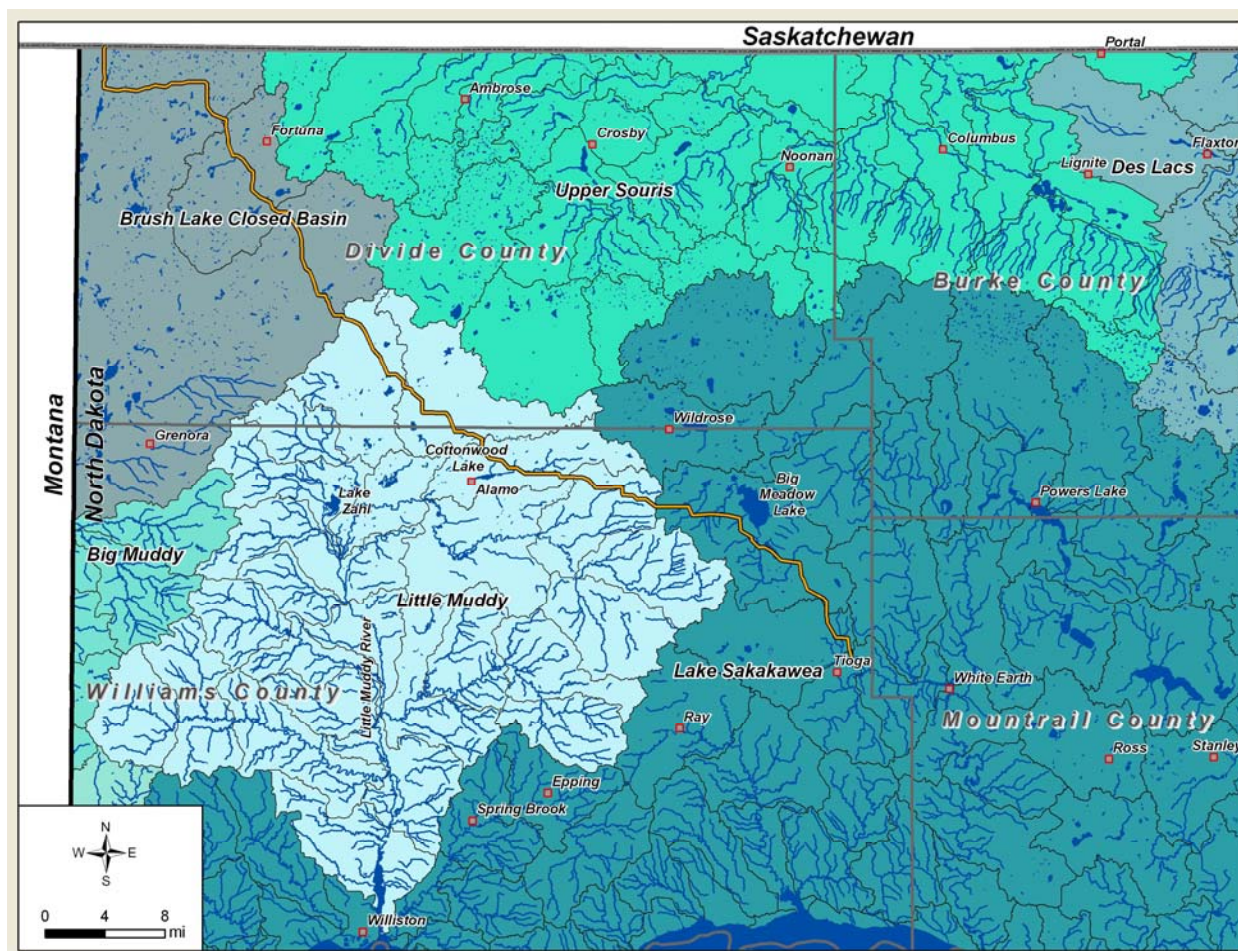 Saskatchewan
Portal
Ambrose
Fortuna
Crosby
Columbus
Noonan
Flaxton
Lignite
Des Lacs
Upper Souris
Brush Lake Closed Basin
Divide County
Burke County
Montana
North Dakota
Grenora
Wildrose
Cottonwood
Lake
Alamo
Lake
Zahl
Big
Meadow
Lake
Powers Lake
Big Muddy
Little Muddy
Little Muddy River
Lake Sakakawea
Tioga
White Earth
Williams County
Mountrail County
Ray
Ross
Stanley
Epping
Spring Brook
Williston
N
W
E
S
0
4
8
mi